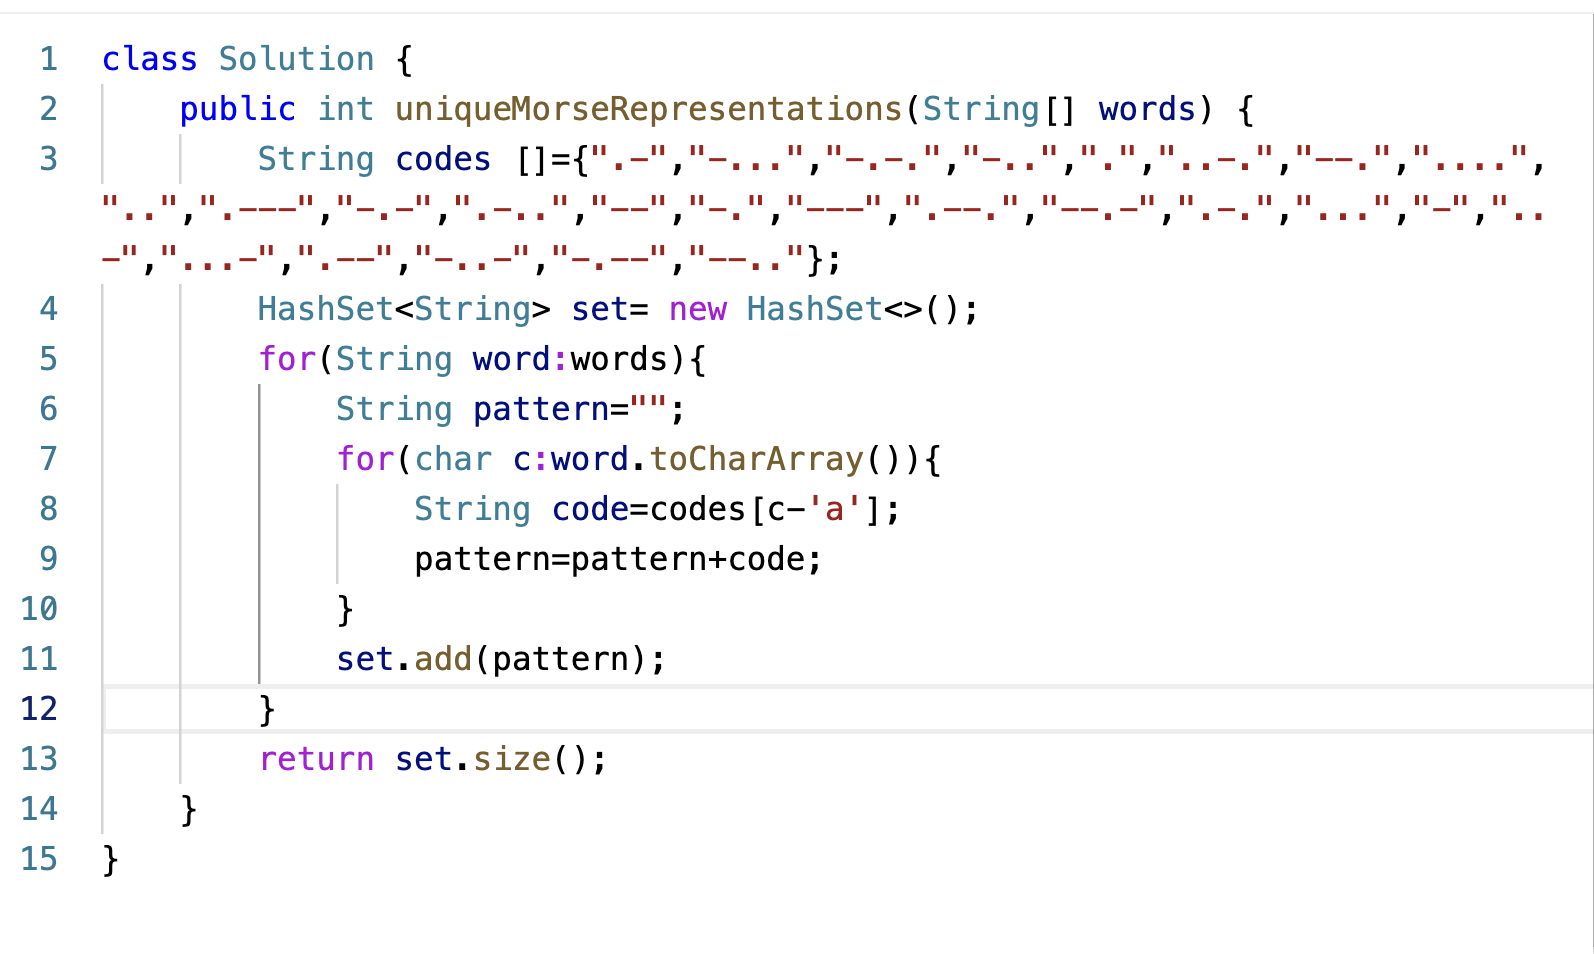 1 class Solution {
2 public int uniqueMorseRepresentations(String[] words) {
3 String codes []={".-","-...","-.-.","-..",".","..-.","--.","....",
"..",".---","-.-",".-..","--","-.","---",".--.","--.-",".-.","...","-","..
-","...-",".--","-..-","-.--","--.."};
4 HashSet<String> set= new HashSet<>();
5 for(String word:words){
6 String pattern="";
7 for(char c:word.toCharArray()){
8 String code=codes[c-'a'];
9 pattern=pattern+code;
10 }
11 set.add(pattern);
12 }
13 return set.size();
14 }
15 }